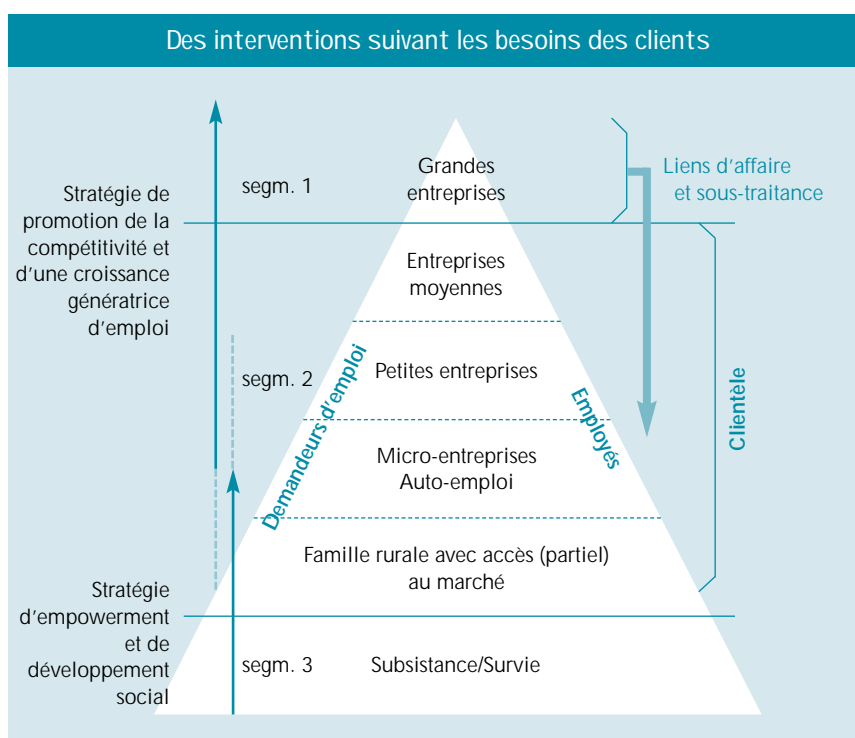 Des interventions suivant les besoins des clients
Stratégie de
promotion de la
compétitivité et
d'une croissance
génératrice
d'emploi
segm. 1
Grandes
entreprises
Liens d'affaire
et sous-traitance
Entreprises
moyennes
segm. 2
Petites entreprises
Demandeurs d'emploi
Employés
Clientèle
Micro-entreprises
Auto-emploi
Famille rurale avec accès (partiel)
au marché
Stratégie
d'empowerment
et de
développement
social
segm. 3
Subsistance/Survie